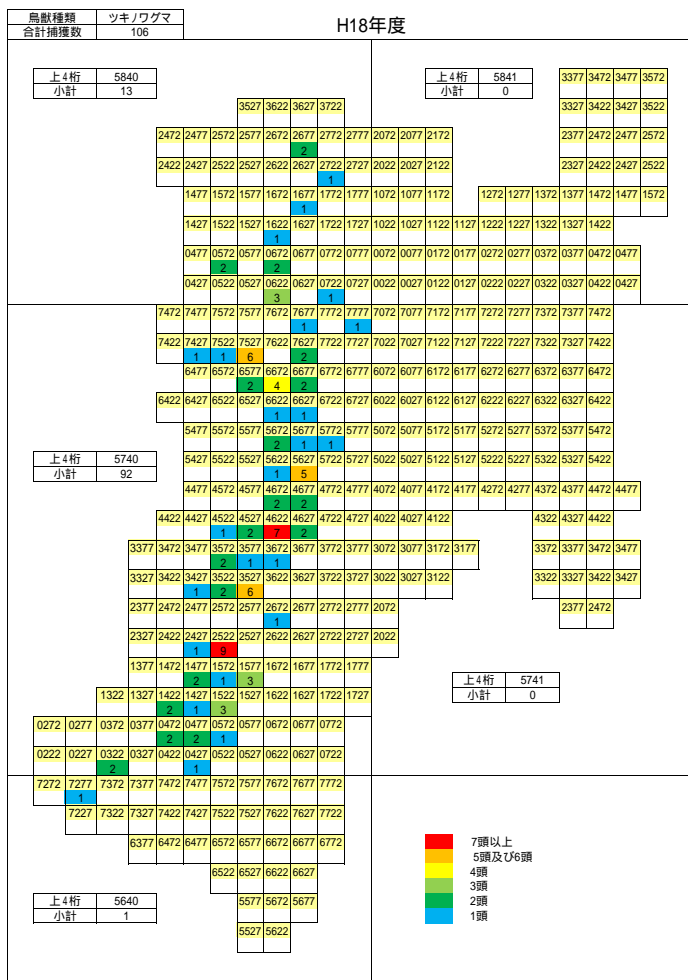 鳥獣種類 ツキノワグマ
合計捕獲数 106
H18年度
上4桁 5840
小計 13
上4桁 5841
小計 0
3377 3472 3477 3572
3527 3622 3627 3722 3327 3422 3427 3522
2472 2477 2572 2577 2672 2677 2772 2777 2072 2077 2172 2377 2472 2477 2572
2
2422 2427 2522 2527 2622 2627 2722 2727 2022 2027 2122 2327 2422 2427 2522
1
1477 1572 1577 1672 1677 1772 1777 1072 1077 1172 1272 1277 1372 1377 1472 1477 1572
1
1427 1522 1527 1622 1627 1722 1727 1022 1027 1122 1127 1222 1227 1322 1327 1422
1
0477 0572 0577 0672 0677 0772 0777 0072 0077 0172 0177 0272 0277 0372 0377 0472 0477
2 2
0427 0522 0527 0622 0627 0722 0727 0022 0027 0122 0127 0222 0227 0322 0327 0422 0427
3 1
7472 7477 7572 7577 7672 7677 7772 7777 7072 7077 7172 7177 7272 7277 7372 7377 7472
1 1
7422 7427 7522 7527 7622 7627 7722 7727 7022 7027 7122 7127 7222 7227 7322 7327 7422
1 1 6 2
6477 6572 6577 6672 6677 6772 6777 6072 6077 6172 6177 6272 6277 6372 6377 6472
2 4 2
6422 6427 6522 6527 6622 6627 6722 6727 6022 6027 6122 6127 6222 6227 6322 6327 6422
1 1
5477 5572 5577 5672 5677 5772 5777 5072 5077 5172 5177 5272 5277 5372 5377 5472
2 1 1
上4桁 5740
小計 92
5427 5522 5527 5622 5627 5722 5727 5022 5027 5122 5127 5222 5227 5322 5327 5422
1 5
4477 4572 4577 4672 4677 4772 4777 4072 4077 4172 4177 4272 4277 4372 4377 4472 4477
2 2
4422 4427 4522 4527 4622 4627 4722 4727 4022 4027 4122 4322 4327 4422
1 2 7 2
3377 3472 3477 3572 3577 3672 3677 3772 3777 3072 3077 3172 3177 3372 3377 3472 3477
2 1 1
3327 3422 3427 3522 3527 3622 3627 3722 3727 3022 3027 3122 3322 3327 3422 3427
1 2 6
2377 2472 2477 2572 2577 2672 2677 2772 2777 2072 2377 2472
1
2327 2422 2427 2522 2527 2622 2627 2722 2727 2022
1 9
1377 1472 1477 1572 1577 1672 1677 1772 1777
2 1 3
上4桁 5741
小計 0
1322 1327 1422 1427 1522 1527 1622 1627 1722 1727
2 1 3
0272 0277 0372 0377 0472 0477 0572 0577 0672 0677 0772
2 2 1
0222 0227 0322 0327 0422 0427 0522 0527 0622 0627 0722
2 1
7272 7277 7372 7377 7472 7477 7572 7577 7672 7677 7772
1
7227 7322 7327 7422 7427 7522 7527 7622 7627 7722
6377 6472 6477 6572 6577 6672 6677 6772
6522 6527 6622 6627
5577 5672 5677
5527 5622
上4桁 5640
小計 1
7頭以上
5頭及び6頭
4頭
3頭
2頭
1頭